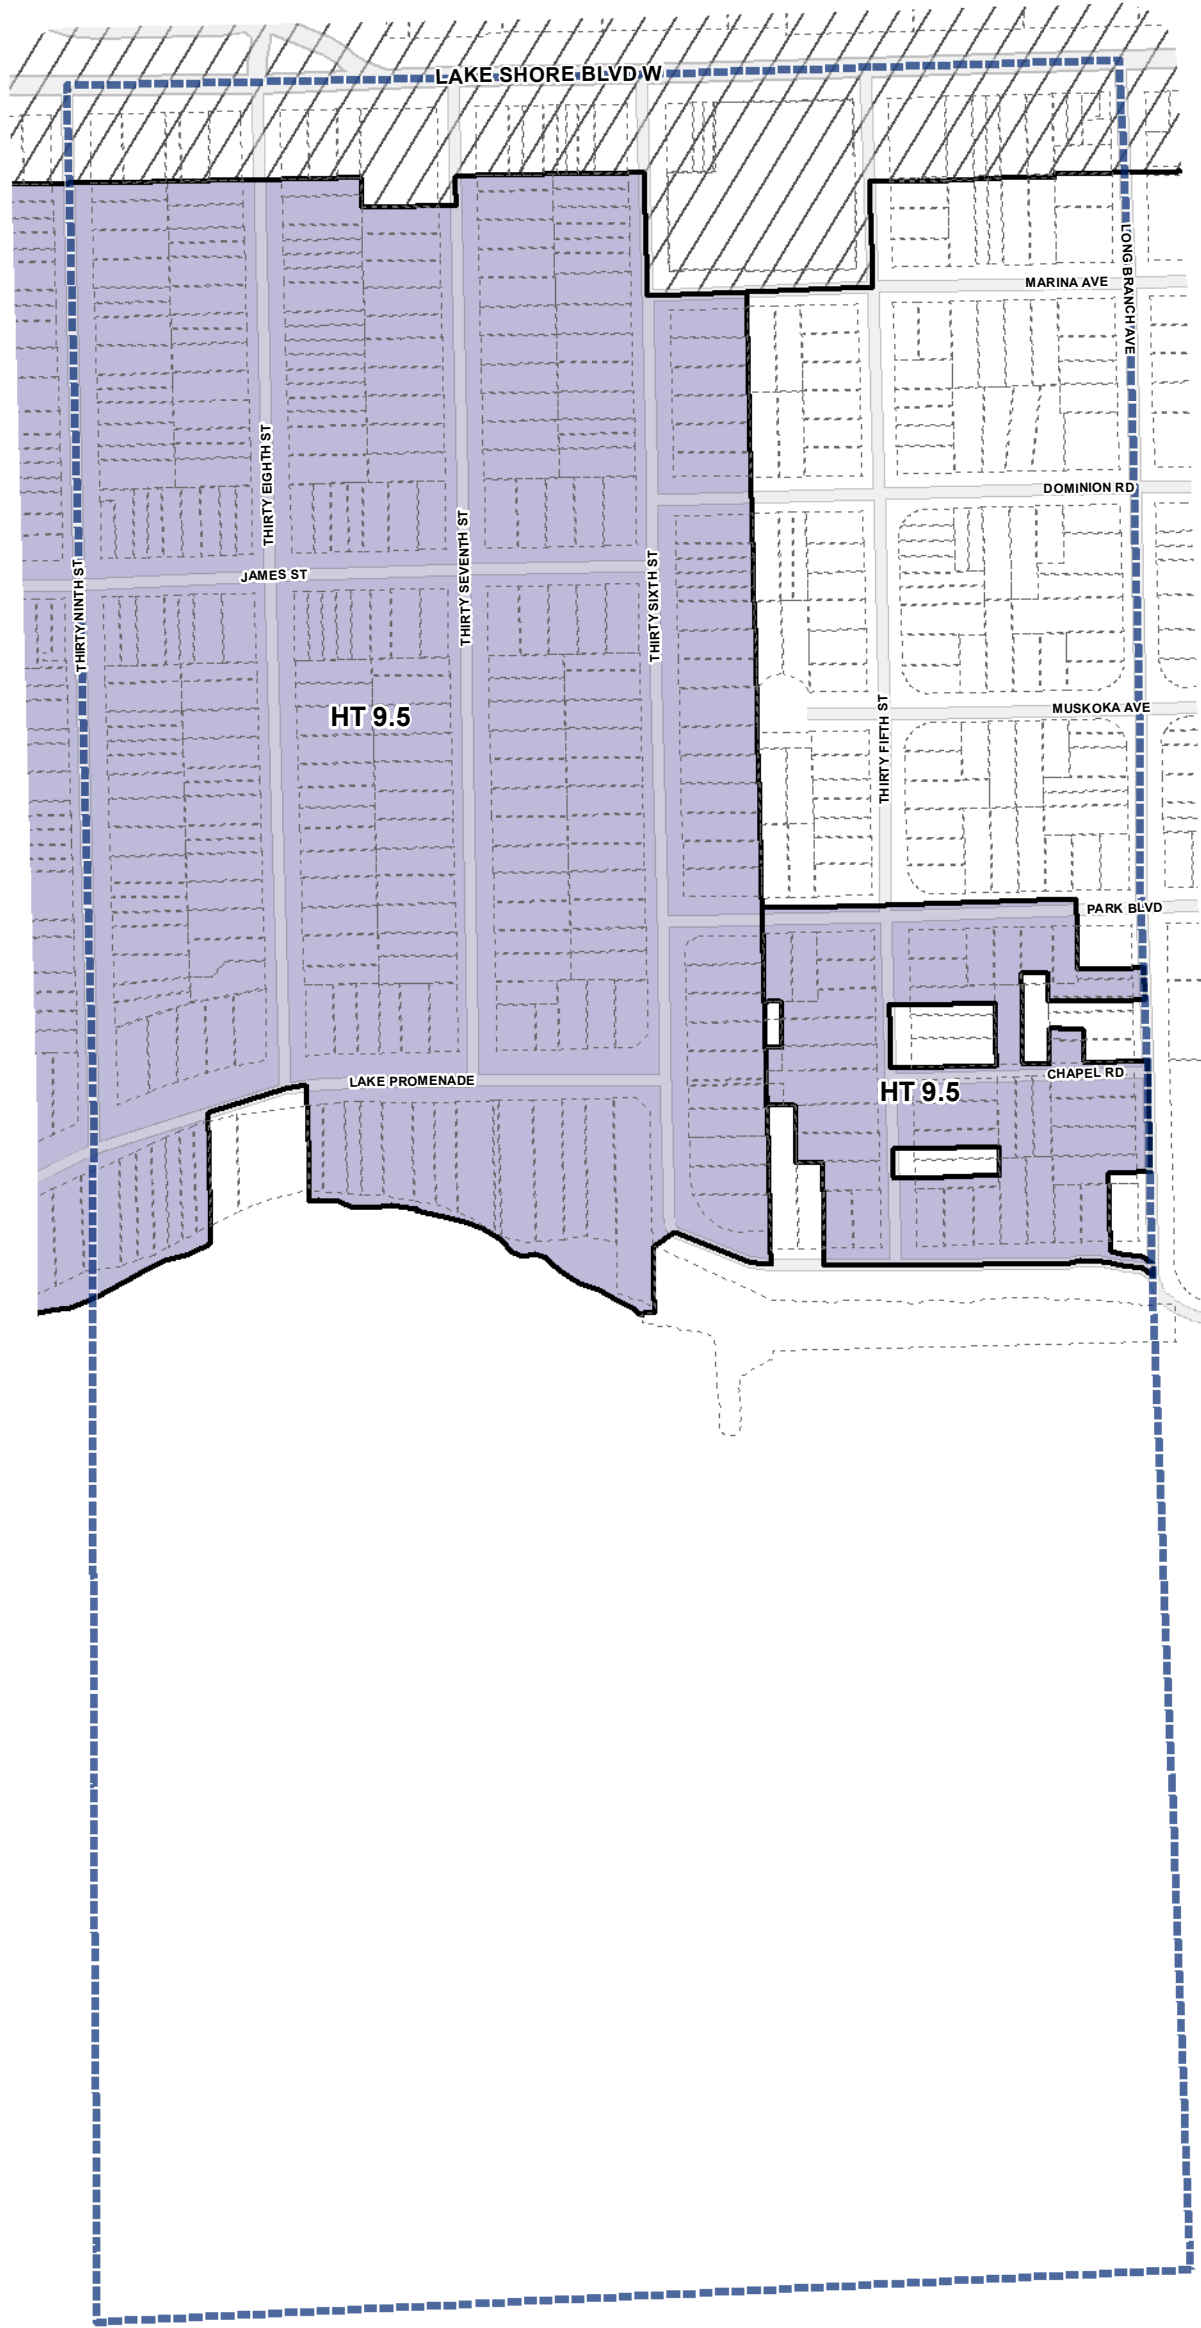 LAKE SHORE BLVD W
LONG BRANCH AVE
MARINA AVE
THIRTY EIGHTH ST
DOMINION RD
THIRTY SEVENTH ST
THIRTY SIXTH ST
THIRTY NINTH ST
JAMES ST
THIRTY FIFTH ST
MUSKOKA AVE
HT 9.5
PARK BLVD
LAKE PROMENADE
CHAPEL RD
HT 9.5